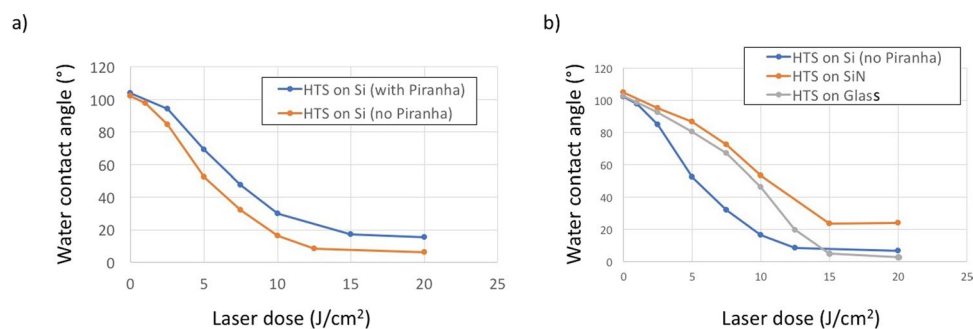 a)
Water contact angle (°)
120
100
80
60
40
20
0
0 5 10 15 20 25
Laser dose (J/cm²)
HTS on Si (with Piranha)
HTS on Si (no Piranha)
b)
Water contact angle (°)
120
100
80
60
40
20
0
0 5 10 15 20 25
Laser dose (J/cm²)
HTS on Si (no Piranha)
HTS on SiN
HTS on Glass